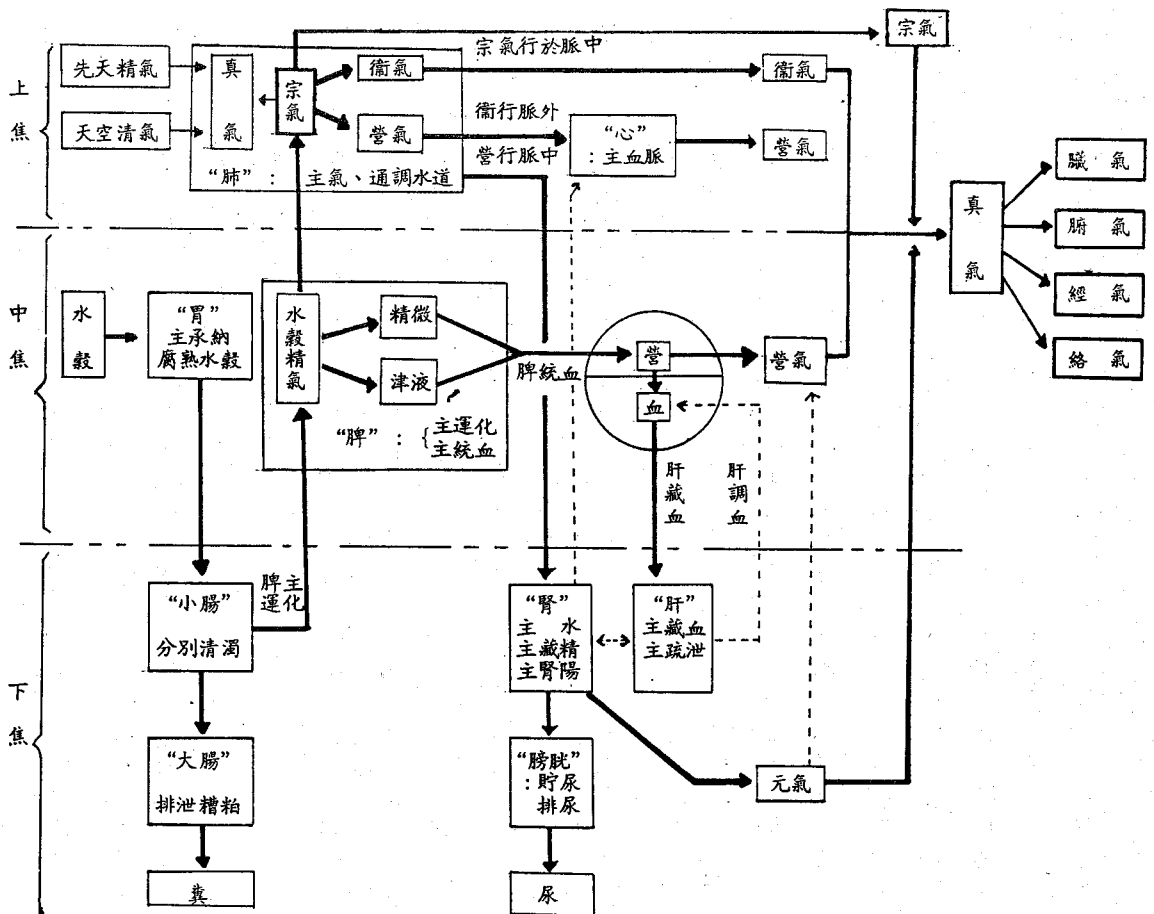 上焦
先天精氣
天空清氣
真氣
宗氣
衞氣
營氣
“肺”： 主氣、通調水道
宗氣行於脈中
衞行脈外
營行脈中
“心”
：主血脈
衞氣
營氣
宗氣
真氣
臟氣
腑氣
經氣
絡氣
中焦
水穀
“胃”
主承納
腐熟水穀
水穀精氣
精微
津液
“脾”：{主運化
主統血
脾統血
營
血
營氣
肝藏血
肝調血
下焦
“小腸”
分別清濁
脾主
運化
“大腸”
排泄糟粕
糞
“腎”
主 水
主藏精
主腎陽
“肝”
主藏血
主疏泄
“膀胱”
：貯尿
排尿
尿
元氣